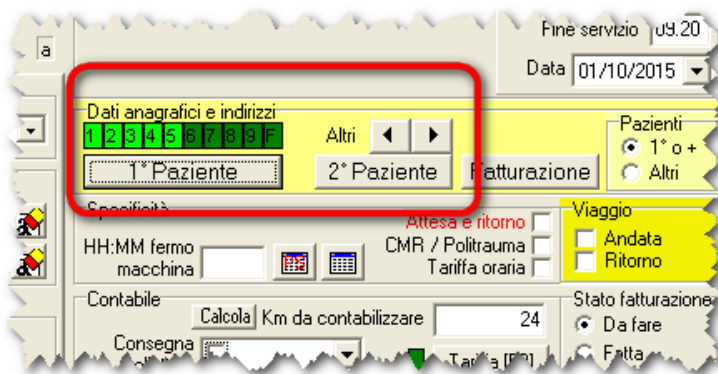 Fine servizio 09.20
a
Data 01/10/2015
Dati anagrafici e indirizzi
1 2 3 4 5 6 7 8 9 F
Altri
Pazienti
1° o +
1° Paziente
2° Paziente
Fatturazione
Altri
Specificità
Attesa e ritorno
Viaggio
HH:MM fermo
macchina
CMR / Politrauma
Andata
Tariffa oraria
Ritorno
Contabile
Stato fatturazione
Calcola Km da contabilizzare 24
Da fare
Consegna
Fatta